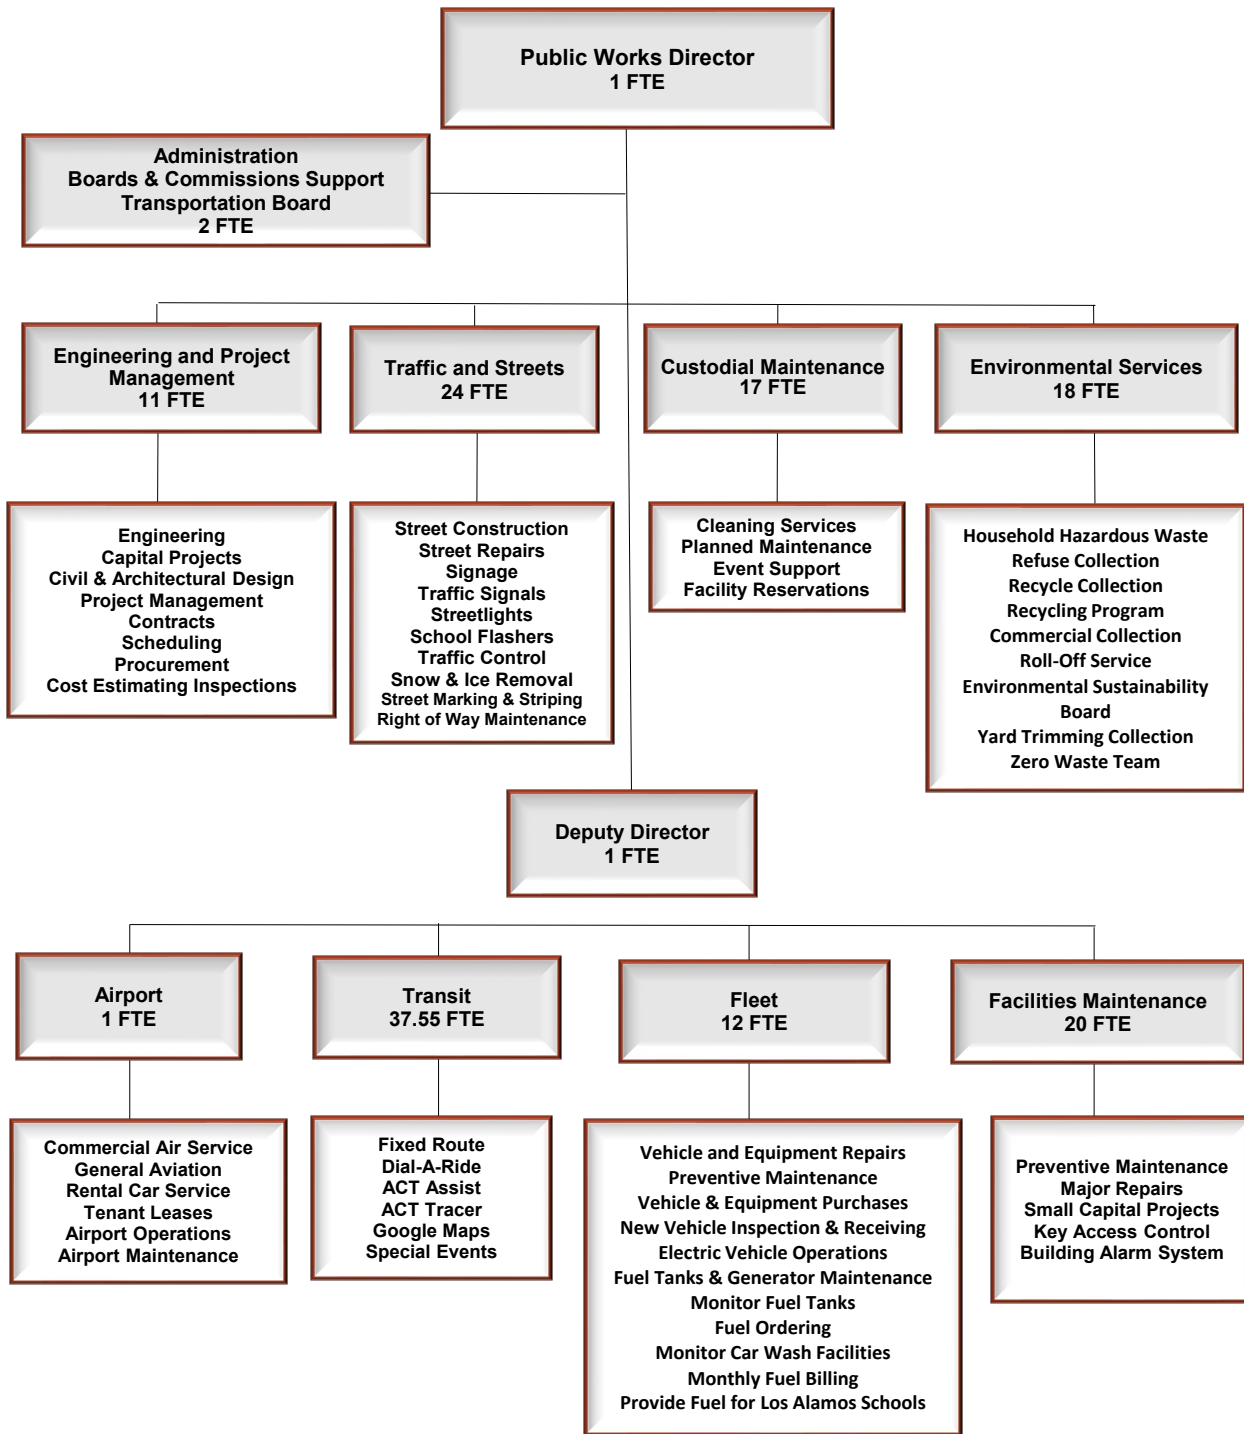 Public Works Director
1 FTE
Administration
Boards & Commissions Support
Transportation Board
2 FTE
Engineering and Project
Management
11 FTE
Traffic and Streets
24 FTE
Custodial Maintenance
17 FTE
Environmental Services
18 FTE
Engineering
Capital Projects
Civil & Architectural Design
Project Management
Contracts
Scheduling
Procurement
Cost Estimating Inspections
Street Construction
Street Repairs
Signage
Traffic Signals
Streetlights
School Flashers
Traffic Control
Snow & Ice Removal
Street Marking & Striping
Right of Way Maintenance
Cleaning Services
Planned Maintenance
Event Support
Facility Reservations
Household Hazardous Waste
Refuse Collection
Recycle Collection
Recycling Program
Commercial Collection
Roll-Off Service
Environmental Sustainability
Board
Yard Trimming Collection
Zero Waste Team
Deputy Director
1 FTE
Airport
1 FTE
Transit
37.55 FTE
Fleet
12 FTE
Facilities Maintenance
20 FTE
Commercial Air Service
General Aviation
Rental Car Service
Tenant Leases
Airport Operations
Airport Maintenance
Fixed Route
Dial-A-Ride
ACT Assist
ACT Tracer
Google Maps
Special Events
Vehicle and Equipment Repairs
Preventive Maintenance
Vehicle & Equipment Purchases
New Vehicle Inspection & Receiving
Electric Vehicle Operations
Fuel Tanks & Generator Maintenance
Monitor Fuel Tanks
Fuel Ordering
Monitor Car Wash Facilities
Monthly Fuel Billing
Provide Fuel for Los Alamos Schools
Preventive Maintenance
Major Repairs
Small Capital Projects
Key Access Control
Building Alarm System